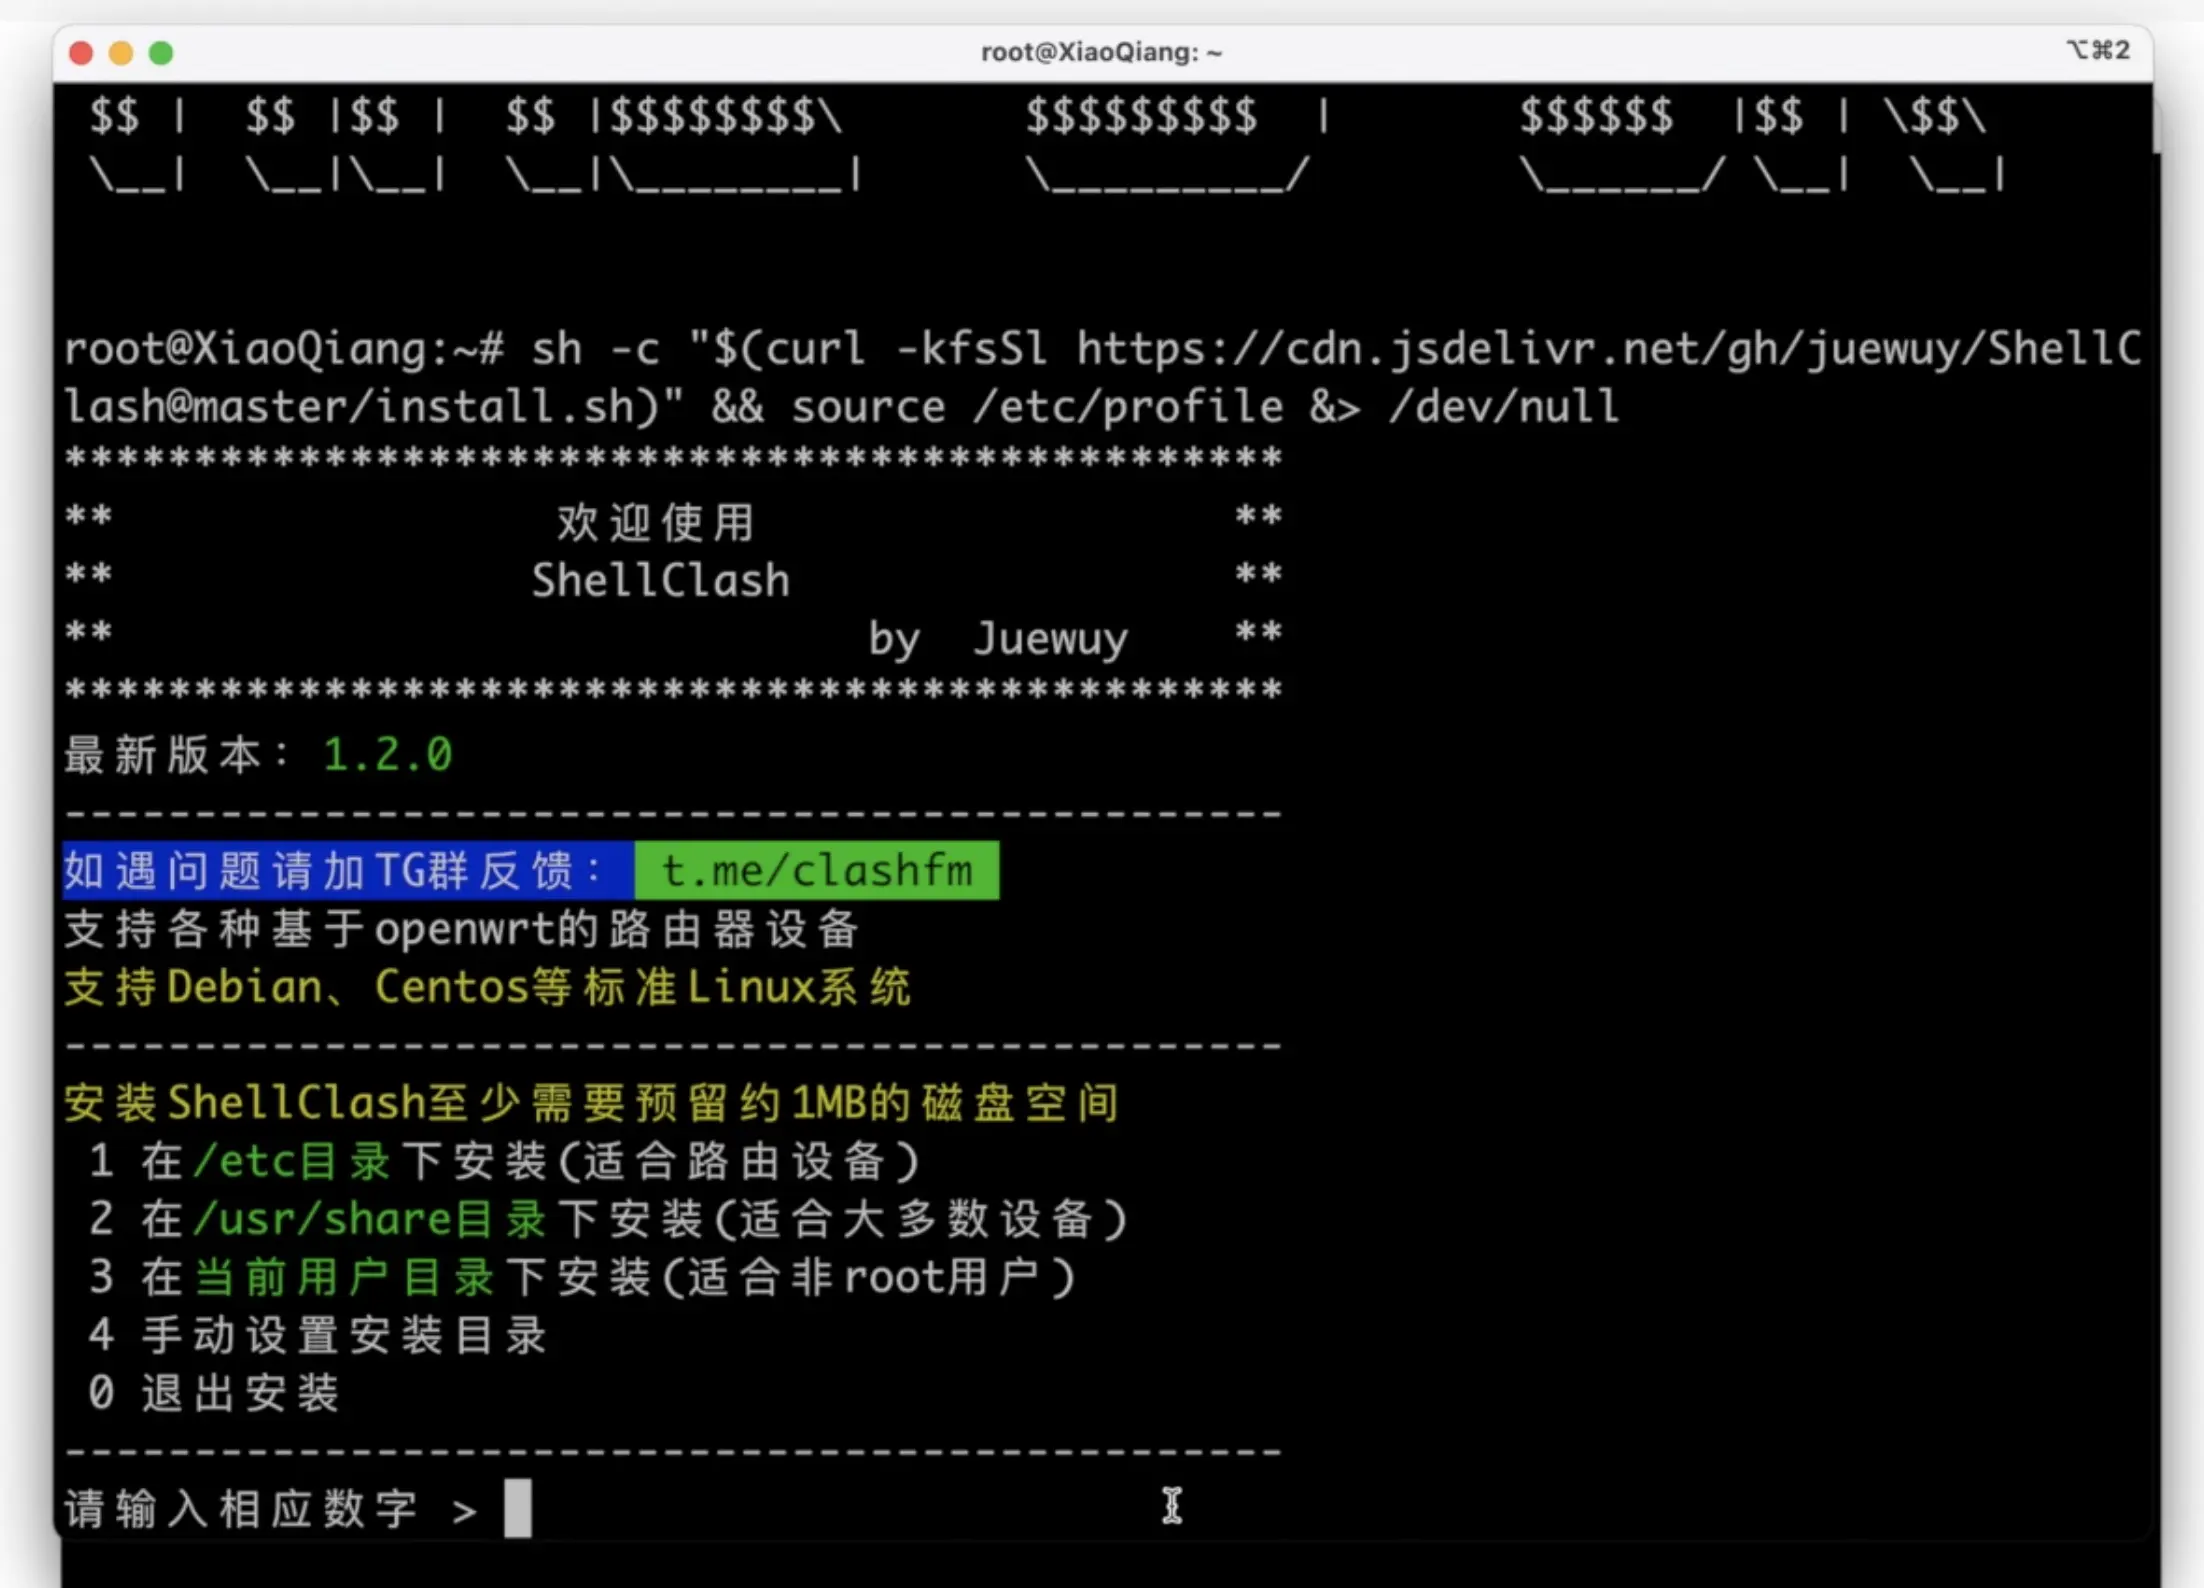 root@XiaoQiang: ~
⌥⌘2
$$ |  $$ |$$ |  $$ |$$$$$$$$\       $$$$$$$$$  |       $$$$$$  |$$ | \$$\
\__|  \__|\__|  \__|\________|      \_________/        \______/ \__|  \__|
root@XiaoQiang:~# sh -c "$(curl -kfsSl https://cdn.jsdelivr.net/gh/juewuy/ShellC
lash@master/install.sh)" && source /etc/profile &> /dev/null
***********************************************
**                 欢迎使用                  **
**                ShellClash                 **
**                             by  Juewuy    **
***********************************************
最新版本：1.2.0
-----------------------------------------------
如遇问题请加TG群反馈： t.me/clashfm
支持各种基于openwrt的路由器设备
支持Debian、Centos等标准Linux系统
-----------------------------------------------
安装ShellClash至少需要预留约1MB的磁盘空间
1 在/etc目录下安装(适合路由设备)
2 在/usr/share目录下安装(适合大多数设备)
3 在当前用户目录下安装(适合非root用户)
4 手动设置安装目录
0 退出安装
-----------------------------------------------
请输入相应数字 >